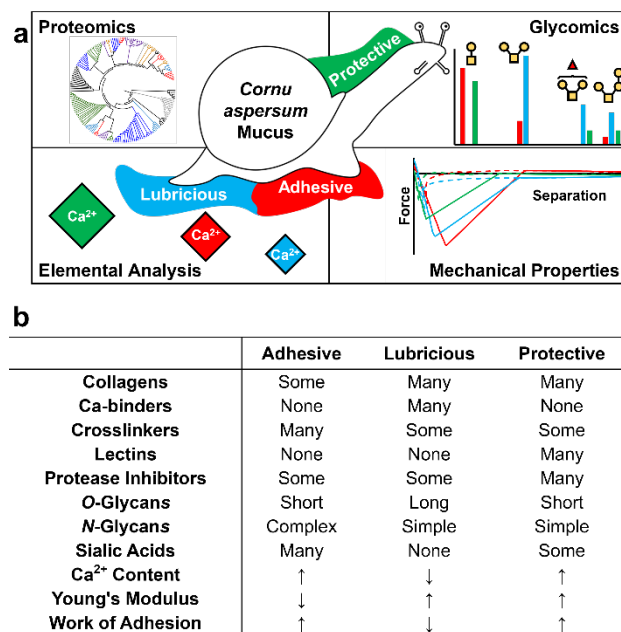 a
Proteomics
Glycomics
Protective
Cornu
aspersum
Mucus
Lubricious
Adhesive
Ca²⁺
Ca²⁺
Ca²⁺
Force
Separation
Elemental Analysis
Mechanical Properties
b
Adhesive Lubricious Protective
Collagens Some Many Many
Ca-binders None Many None
Crosslinkers Many Some Some
Lectins None None Many
Protease Inhibitors Some Some Many
O-Glycans Short Long Short
N-Glycans Complex Simple Simple
Sialic Acids Many None Some
Ca²⁺ Content ↑ ↓ ↑
Young's Modulus ↓ ↑ ↑
Work of Adhesion ↑ ↓ ↑